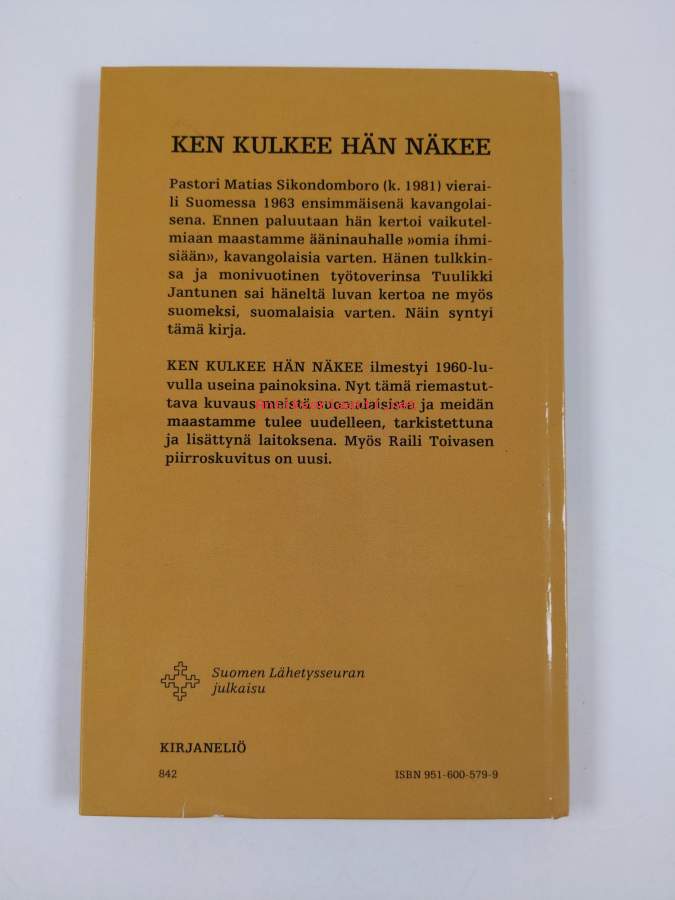 KEN KULKEE HÄN NÄKEE
Pastori Matias Sikondomboro (k. 1981) vierai-
li Suomessa 1963 ensimmäisenä kavangolai-
sena. Ennen paluutaan hän kertoi vaikutel-
miaan maastamme ääninauhalle »omia ihmi-
siään», kavangolaisia varten. Hänen tulkkin-
sa ja monivuotinen työtoverinsa Tuulikki
Jantunen sai häneltä luvan kertoa ne myös
suomeksi, suomalaisia varten. Näin syntyi
tämä kirja.
KEN KULKEE HÄN NÄKEE ilmestyi 1960-lu-
vulla useina painoksina. Nyt tämä riemastut-
tava kuvaus meistä suomalaisista ja meidän
maastamme tulee uudelleen, tarkistettuna
ja lisättynä laitoksena. Myös Raili Toivasen
piirroskuvitus on uusi.
Suomen Lähetysseuran
julkaisu
KIRJANELIÖ
842 ISBN 951-600-579-9